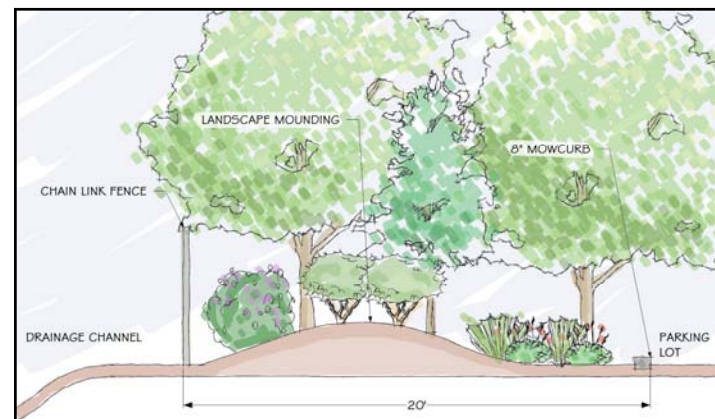 LANDSCAPE MOUNDING
8" MOWCURB
CHAIN LINK FENCE
DRAINAGE CHANNEL
PARKING
LOT
20'